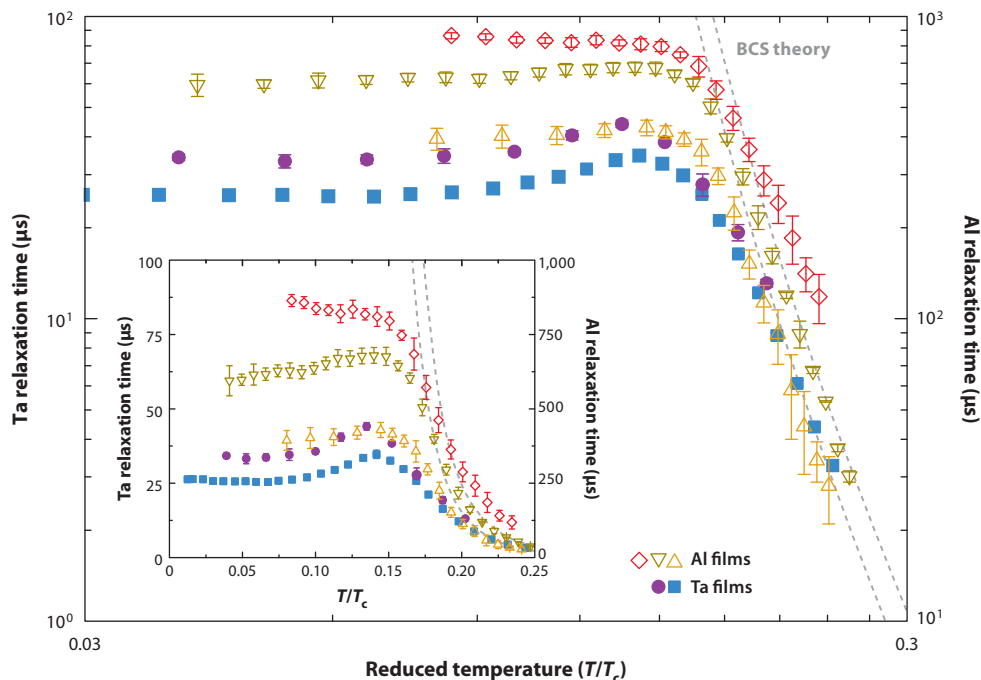 10² 10³
BCS theory
Ta relaxation time (μs)
Al relaxation time (μs)
100 1,000
75 750
50 500
25 250
0 0
Ta relaxation time (μs)
Al relaxation time (μs)
0 0.05 0.10 0.15 0.20 0.25
T/Tc
10¹ 10²
Al films
Ta films
10⁰ 10¹
0.03 0.3
Reduced temperature (T/Tc)